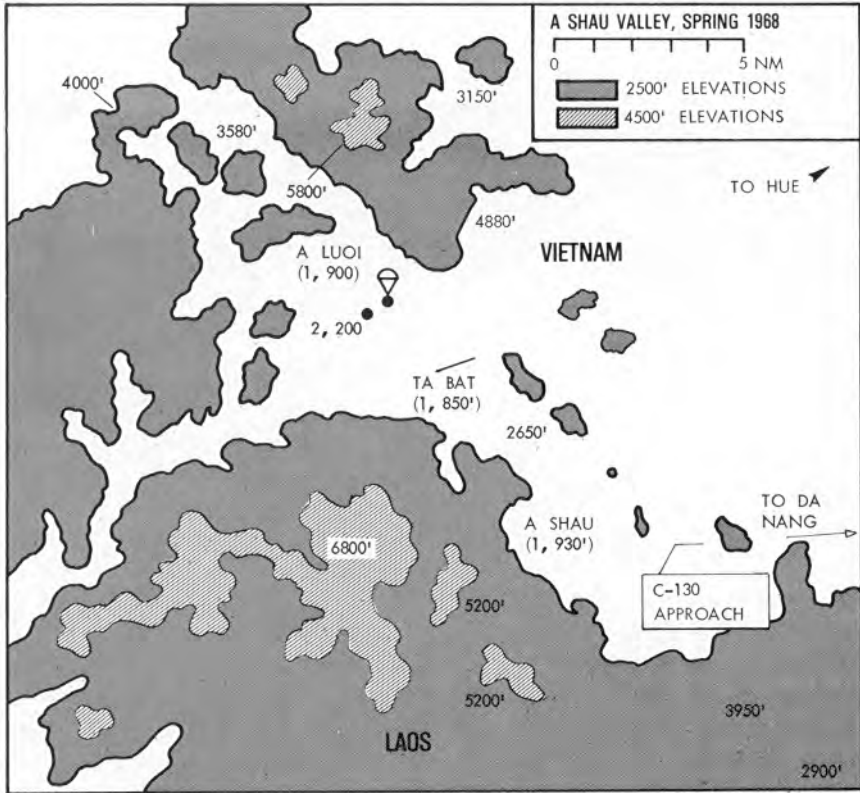 A SHAU VALLEY, SPRING 1968
0 5 NM
2500' ELEVATIONS
4500' ELEVATIONS
4000'
3150'
3580'
5800'
TO HUE
4880'
VIETNAM
A LUOI
(1, 900)
2, 200
TA BAT
(1, 850')
2650'
A SHAU
(1, 930')
TO DA
NANG
6800'
C-130
APPROACH
5200'
5200'
3950'
LAOS
2900'